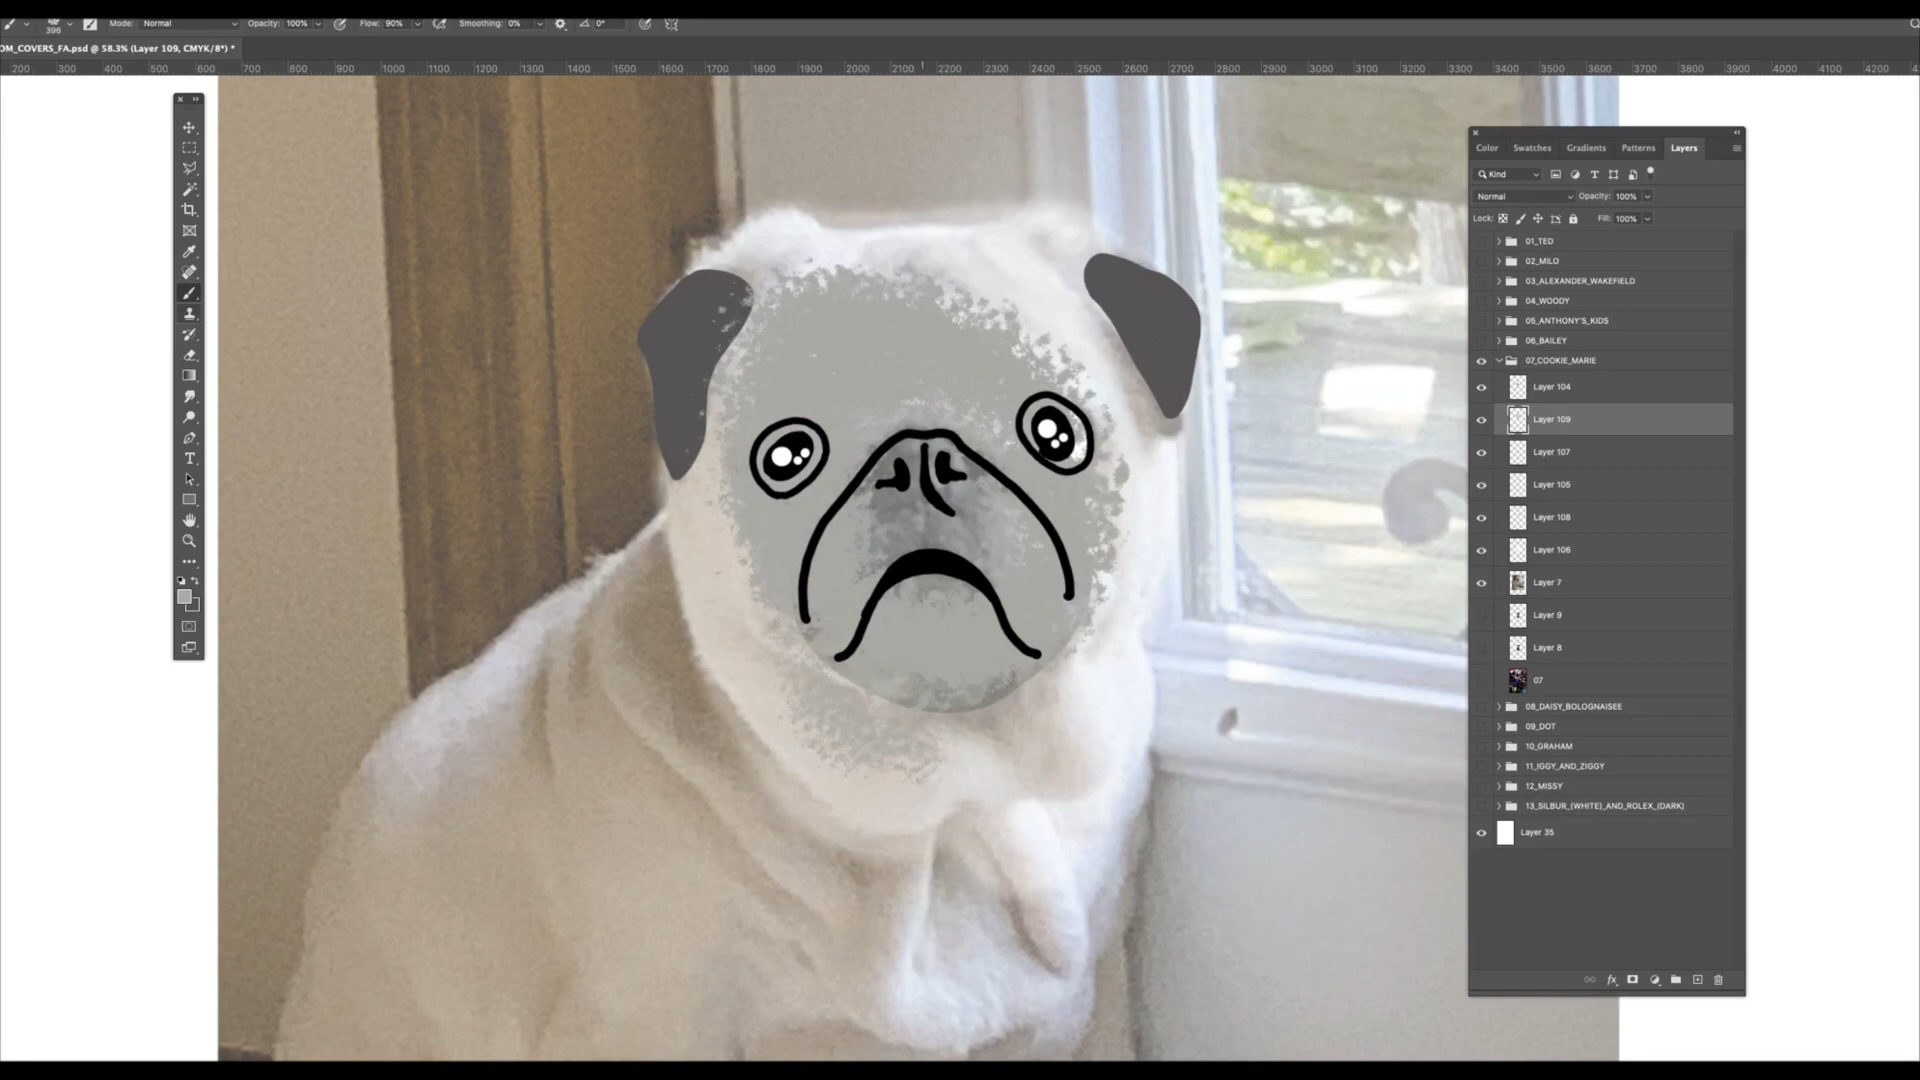 396
Mode: Normal Opacity: 100% Flow: 90% Smoothing: 0% 0°
OM_COVERS_FA.psd @ 58.3% (Layer 109, CMYK/8*) *
200 300 400 500 600 700 800 900 1000 1100 1200 1300 1400 1500 1600 1700 1800 1900 2000 2100 2200 2300 2400 2500 2600 2700 2800 2900 3000 3100 3200 3300 3400 3500 3600 3700 3800 3900 4000 4100 4200
Color Swatches Gradients Patterns Layers
Kind
Normal Opacity: 100%
Lock: Fill: 100%
01_TED
02_MILO
03_ALEXANDER_WAKEFIELD
04_WOODY
05_ANTHONY'S_KIDS
06_BAILEY
07_COOKIE_MARIE
Layer 104
Layer 109
Layer 107
Layer 105
Layer 108
Layer 106
Layer 7
Layer 9
Layer 8
07
08_DAISY_BOLOGNAISEE
09_DOT
10_GRAHAM
11_IGGY_AND_ZIGGY
12_MISSY
13_SILBUR_(WHITE)_AND_ROLEX_(DARK)
Layer 35